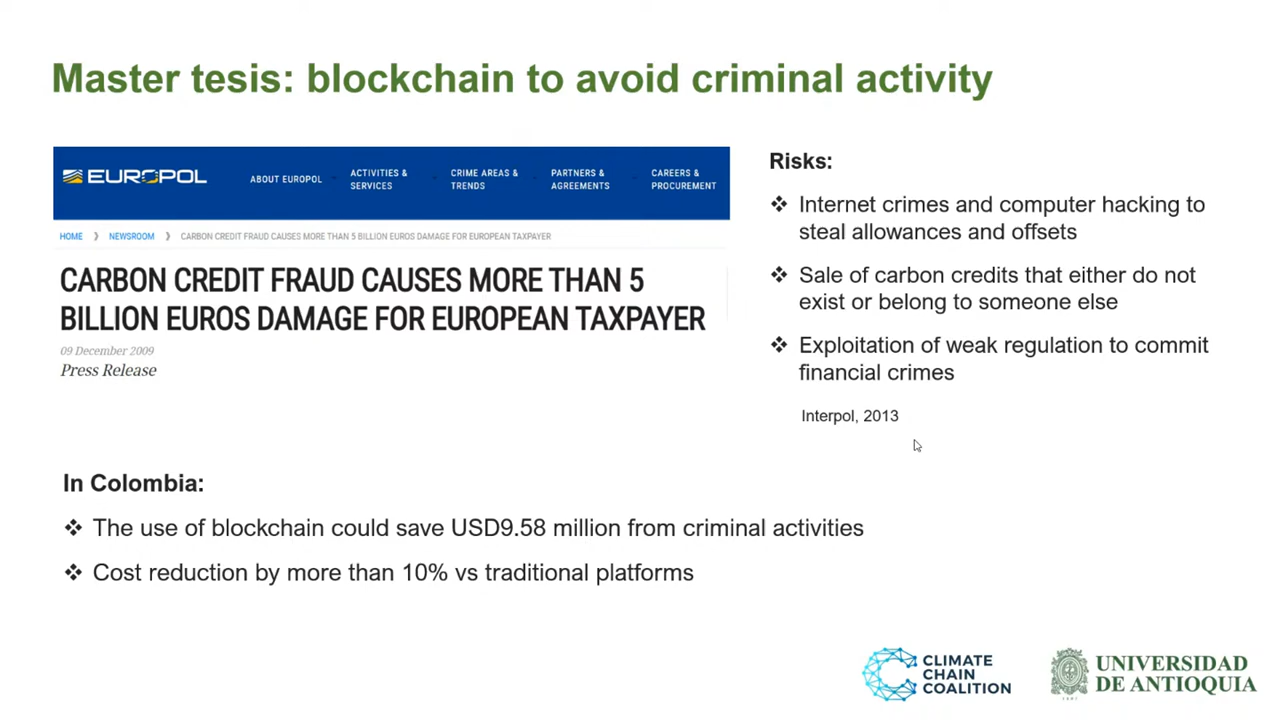 Master tesis: blockchain to avoid criminal activity
EUROPOL
ABOUT EUROPOL
ACTIVITIES &
SERVICES
CRIME AREAS &
TRENDS
PARTNERS &
AGREEMENTS
CAREERS &
PROCUREMENT
HOME > NEWSROOM > CARBON CREDIT FRAUD CAUSES MORE THAN 5 BILLION EUROS DAMAGE FOR EUROPEAN TAXPAYER
CARBON CREDIT FRAUD CAUSES MORE THAN 5
BILLION EUROS DAMAGE FOR EUROPEAN TAXPAYER
09 December 2009
Press Release
Risks:
❖ Internet crimes and computer hacking to
steal allowances and offsets
❖ Sale of carbon credits that either do not
exist or belong to someone else
❖ Exploitation of weak regulation to commit
financial crimes
Interpol, 2013
In Colombia:
❖ The use of blockchain could save USD9.58 million from criminal activities
❖ Cost reduction by more than 10% vs traditional platforms
CLIMATE
CHAIN
COALITION
UNIVERSIDAD
DE ANTIOQUIA